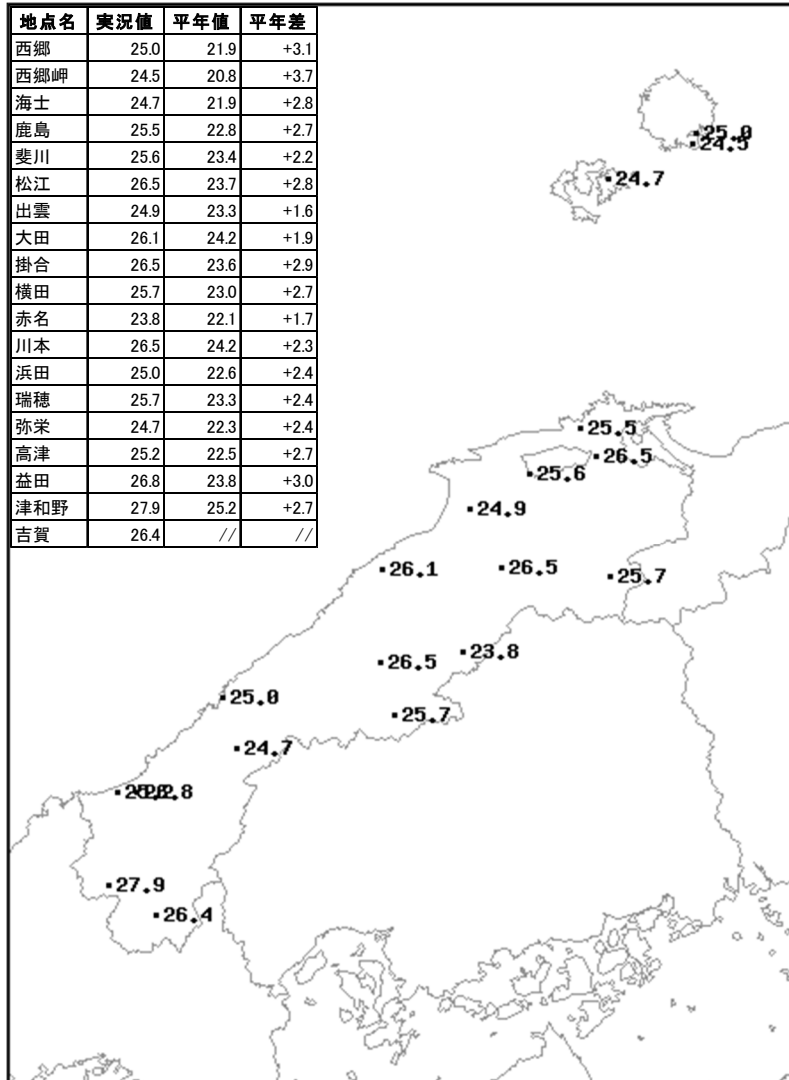 地点名 実況値 平年値 平年差
西郷 25.0 21.9 +3.1
西郷岬 24.5 20.8 +3.7
海士 24.7 21.9 +2.8
鹿島 25.5 22.8 +2.7
斐川 25.6 23.4 +2.2
松江 26.5 23.7 +2.8
出雲 24.9 23.3 +1.6
大田 26.1 24.2 +1.9
掛合 26.5 23.6 +2.9
横田 25.7 23.0 +2.7
赤名 23.8 22.1 +1.7
川本 26.5 24.2 +2.3
浜田 25.0 22.6 +2.4
瑞穂 25.7 23.3 +2.4
弥栄 24.7 22.3 +2.4
高津 25.2 22.5 +2.7
益田 26.8 23.8 +3.0
津和野 27.9 25.2 +2.7
吉賀 26.4 // //
25.0
24.5
24.7
25.5
26.5
25.6
24.9
26.1
26.5
25.7
23.8
26.5
25.0
25.7
24.7
27.9
26.4